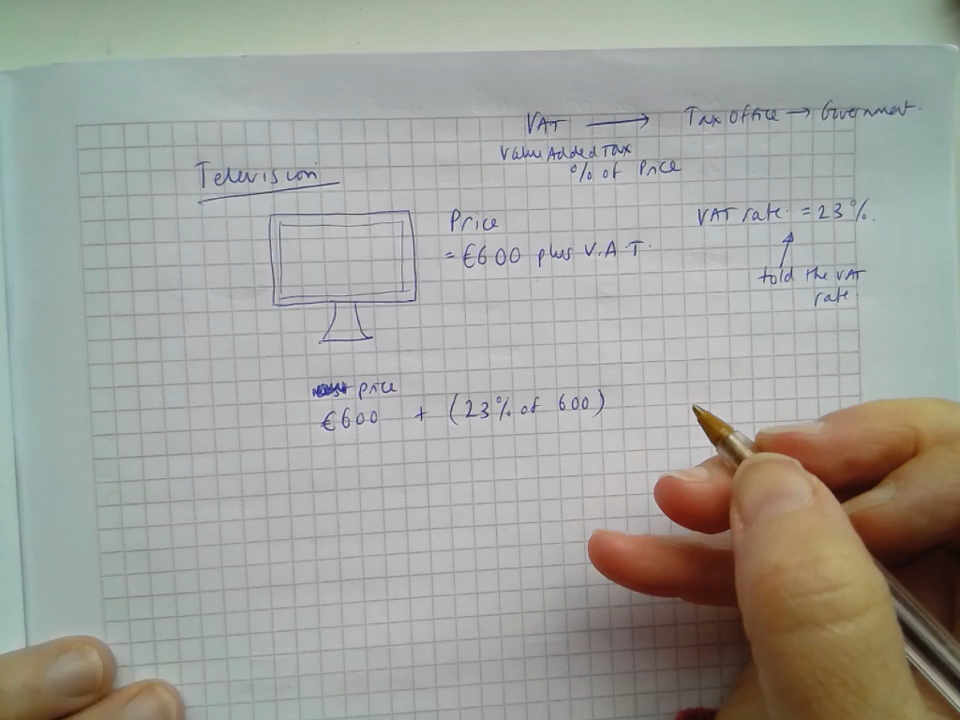 VAT → Tax Office → Government.
Value Added Tax
% of Price
Television
Price
= €600 plus V.A.T.
VAT rate. = 23%.
told the VAT
rate.
price
€600 + (23% of 600)